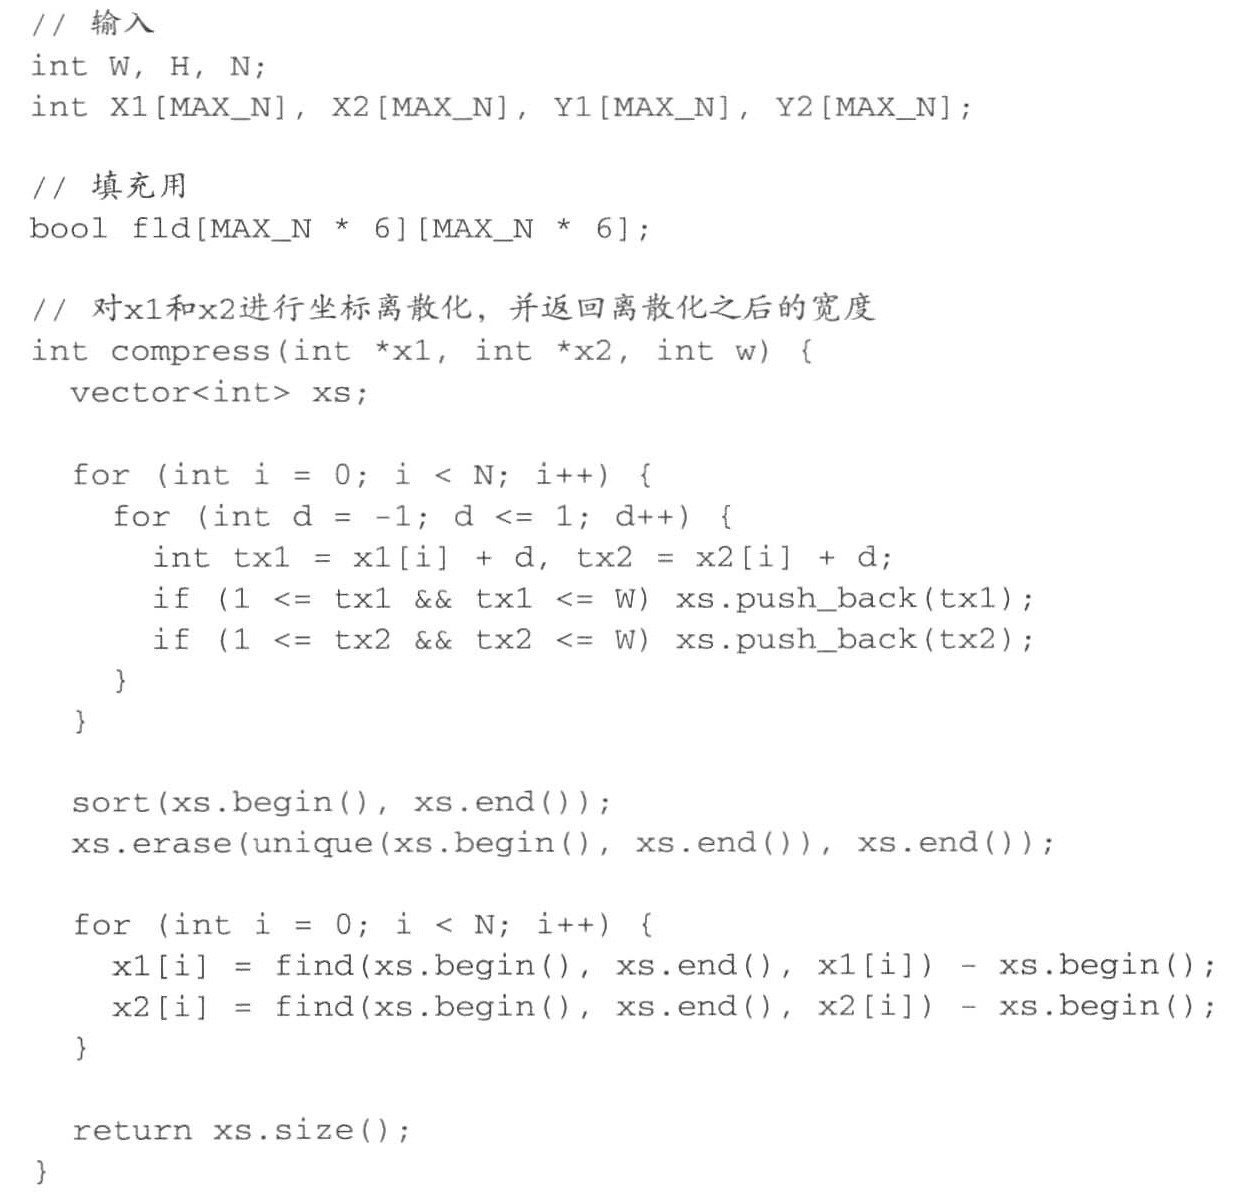 // 输入
int W, H, N;
int X1[MAX_N], X2[MAX_N], Y1[MAX_N], Y2[MAX_N];
// 填充用
bool fld[MAX_N * 6][MAX_N * 6];
// 对x1和x2进行坐标离散化，并返回离散化之后的宽度
int compress(int *x1, int *x2, int w) {
vector<int> xs;
for (int i = 0; i < N; i++) {
for (int d = -1; d <= 1; d++) {
int tx1 = x1[i] + d, tx2 = x2[i] + d;
if (1 <= tx1 && tx1 <= W) xs.push_back(tx1);
if (1 <= tx2 && tx2 <= W) xs.push_back(tx2);
}
}
sort(xs.begin(), xs.end());
xs.erase(unique(xs.begin(), xs.end()), xs.end());
for (int i = 0; i < N; i++) {
x1[i] = find(xs.begin(), xs.end(), x1[i]) - xs.begin();
x2[i] = find(xs.begin(), xs.end(), x2[i]) - xs.begin();
}
return xs.size();
}